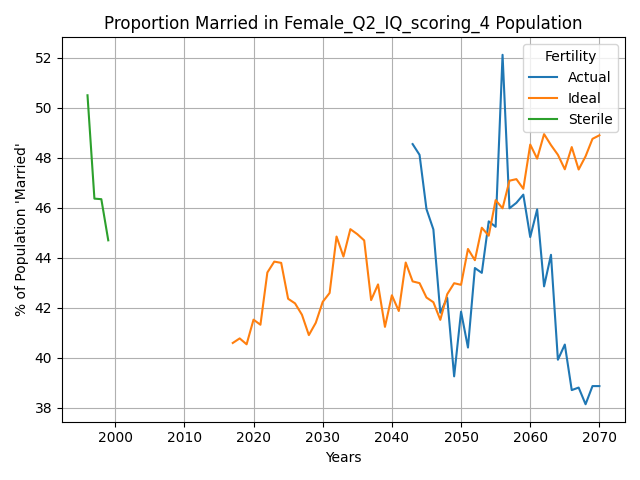 Proportion Married in Female_Q2_IQ_scoring_4 Population
% of Population 'Married'
52
50
48
46
44
42
40
38
Fertility
Actual
Ideal
Sterile
2000 2010 2020 2030 2040 2050 2060 2070
Years